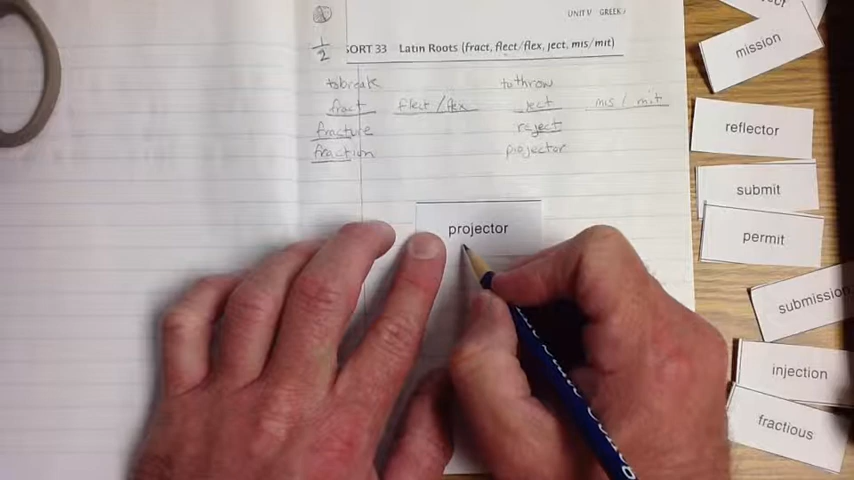 UNIT V GREEK
SORT 33 Latin Roots (fract, flect/flex, ject, mis/mit)
1/2
to break to throw
fract flect/flex ject mis/mit
fracture reject
fraction projector
projector
mission
reflector
submit
permit
submission
injection
fractious